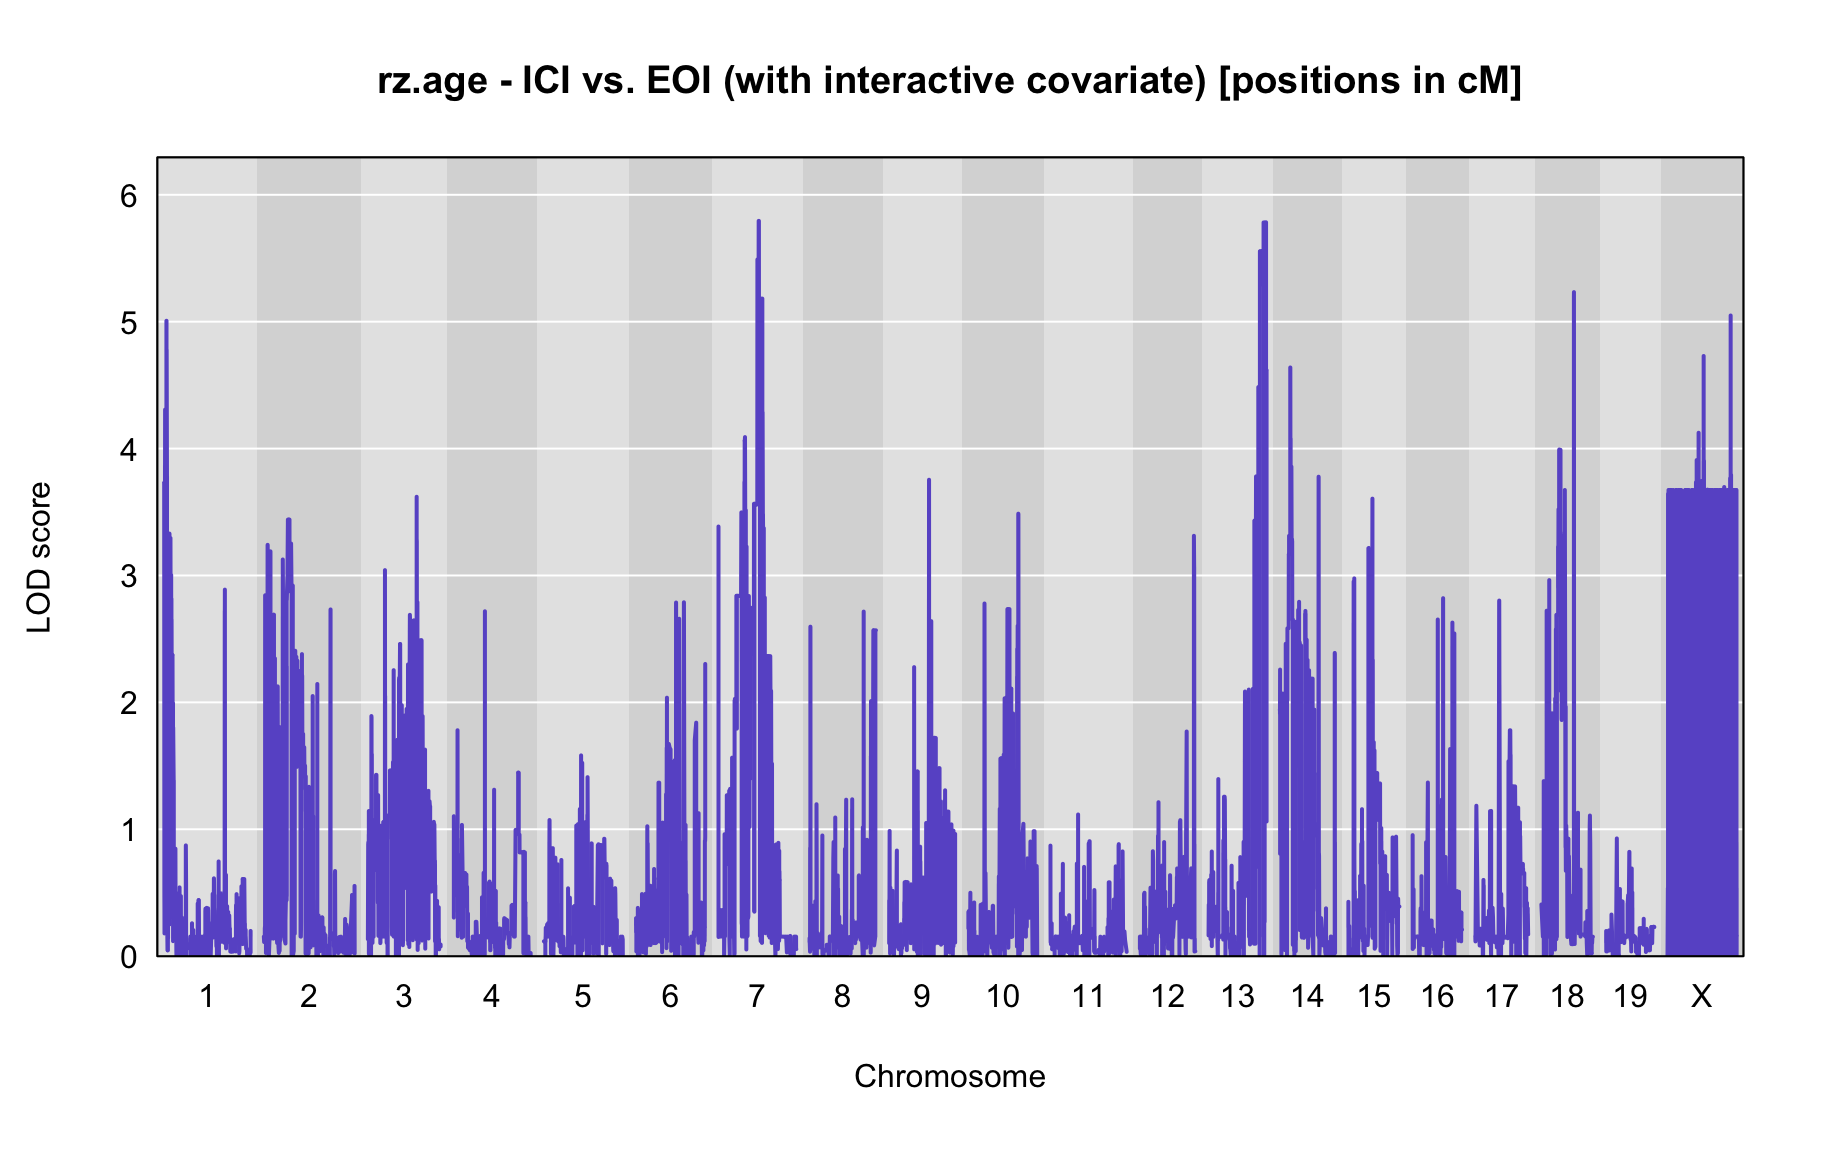 rz.age - ICI vs. EOI (with interactive covariate) [positions in cM]
6
5
4
3
2
1
0
LOD score
1 2 3 4 5 6 7 8 9 10 11 12 13 14 15 16 17 18 19 X
Chromosome